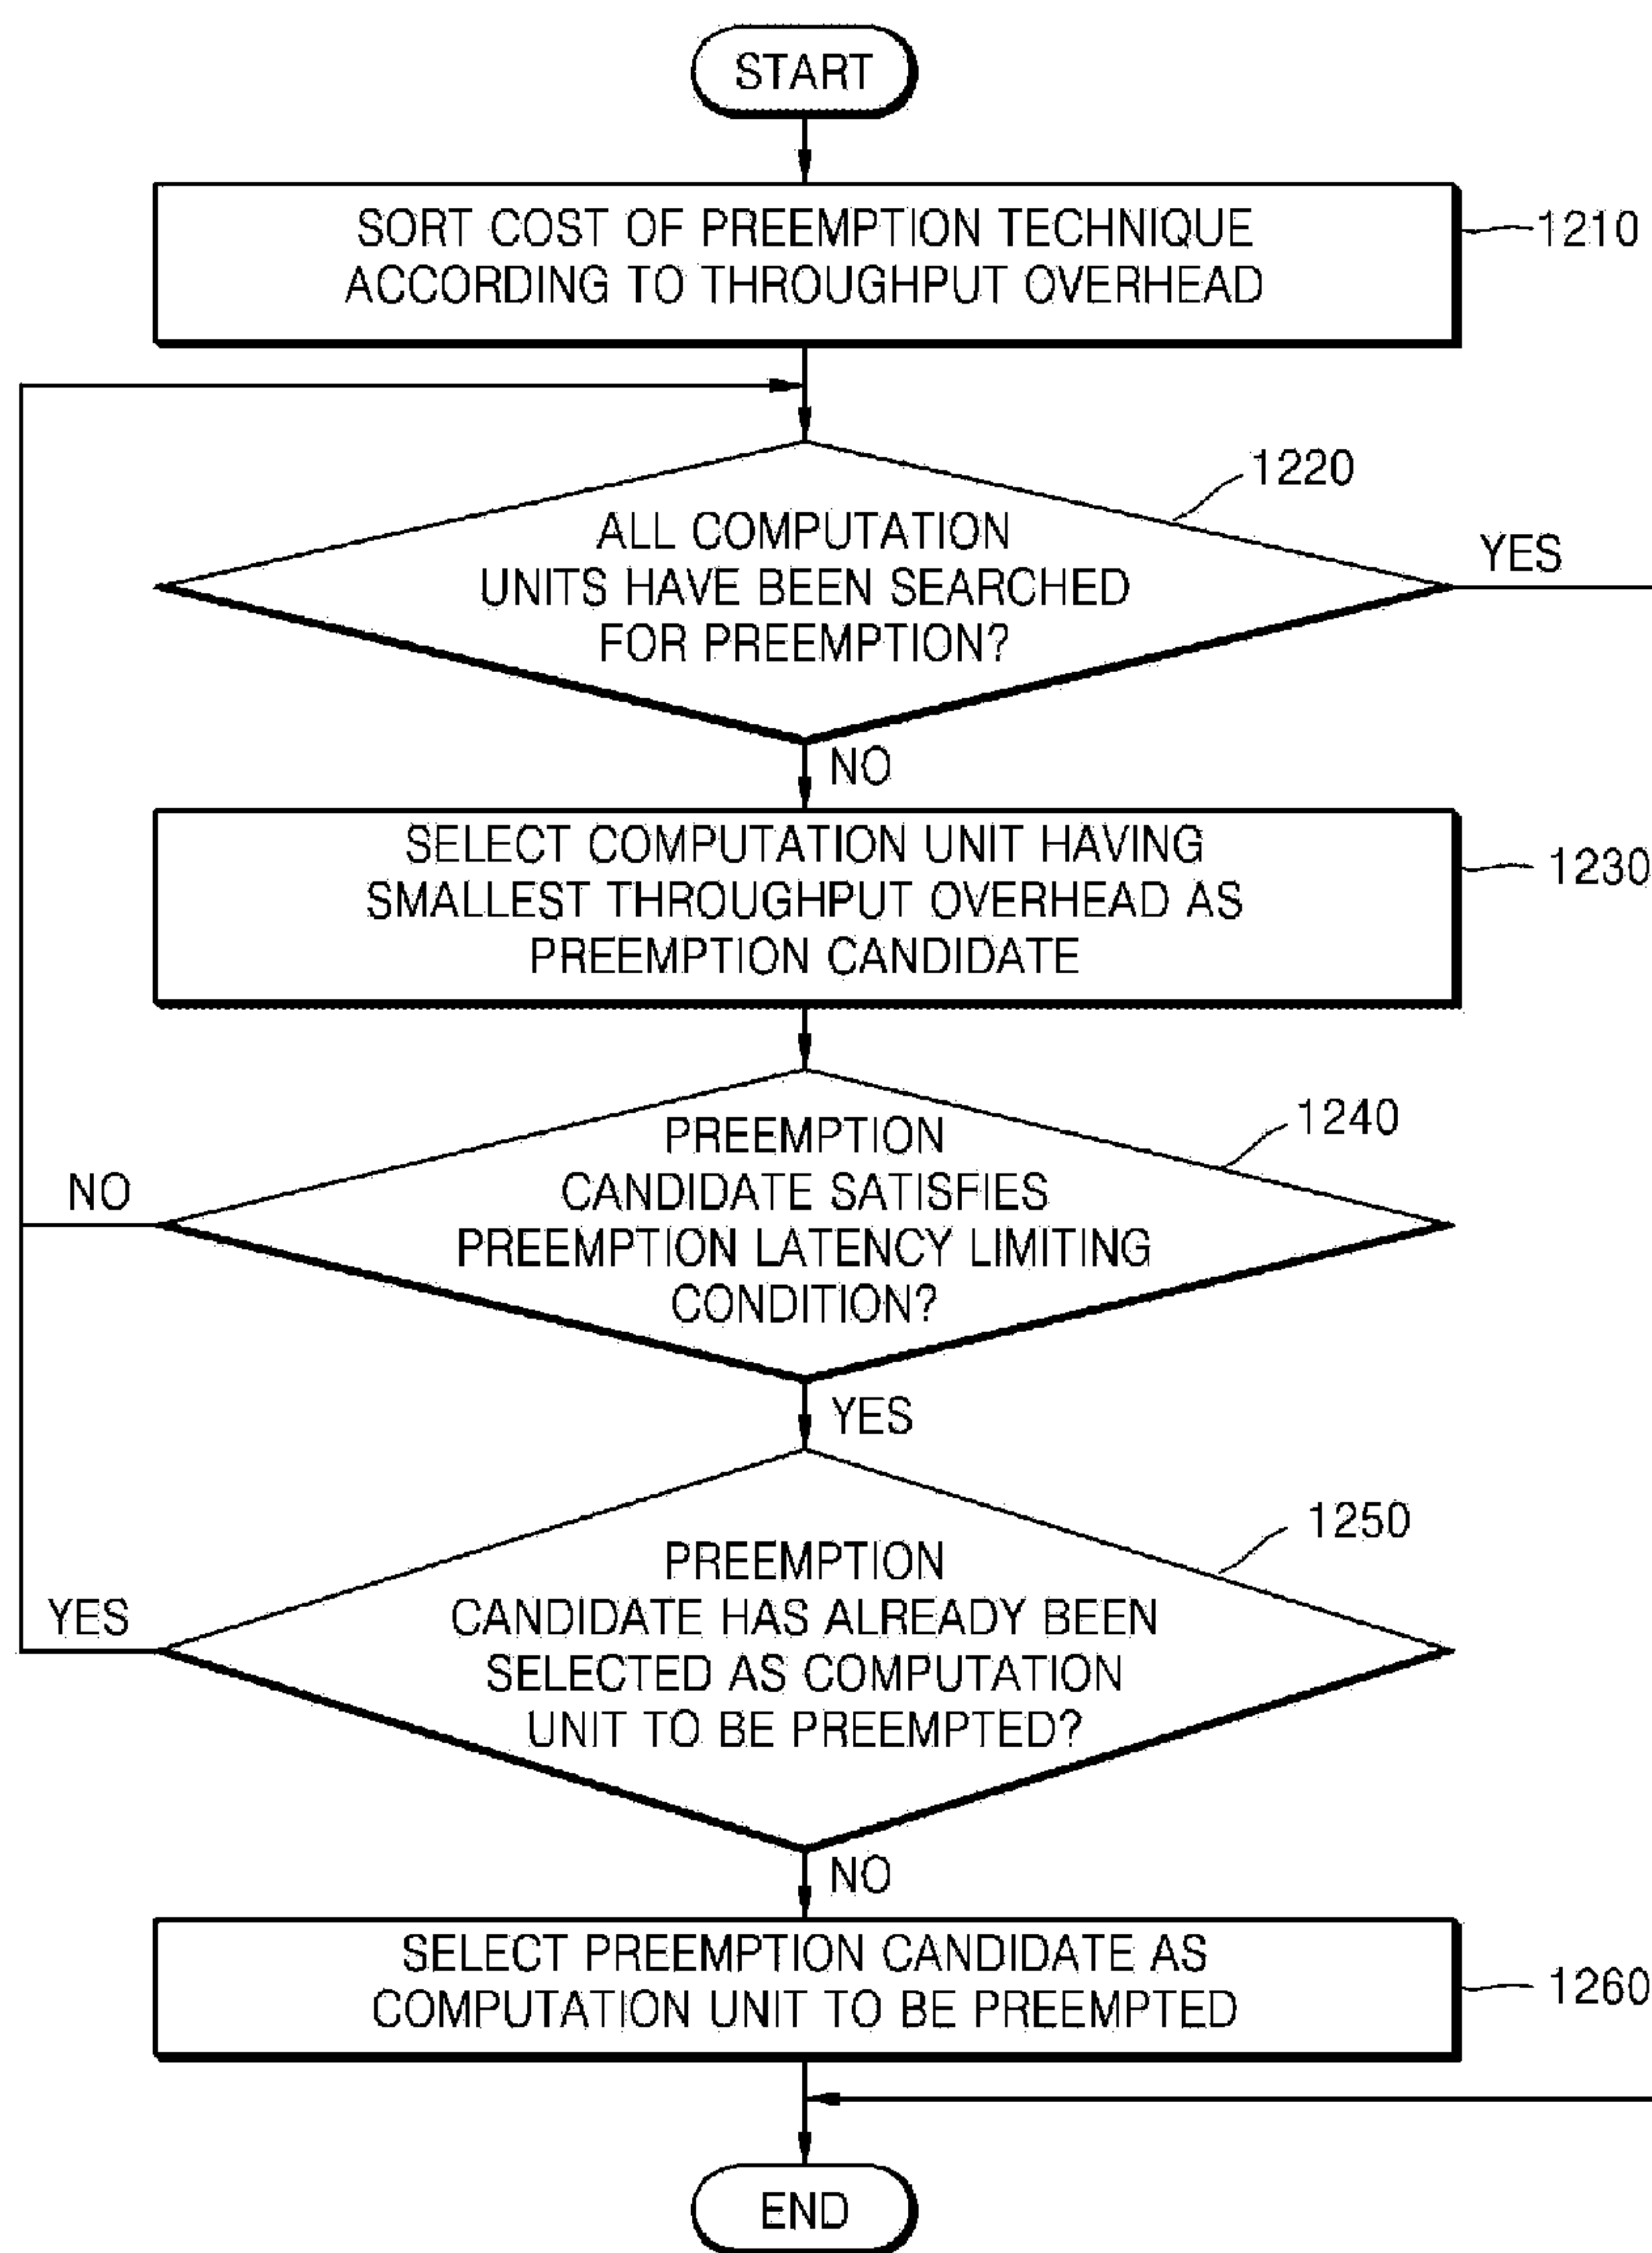 START
SORT COST OF PREEMPTION TECHNIQUE
ACCORDING TO THROUGHPUT OVERHEAD
1210
1220
ALL COMPUTATION
UNITS HAVE BEEN SEARCHED
FOR PREEMPTION?
YES
NO
SELECT COMPUTATION UNIT HAVING
SMALLEST THROUGHPUT OVERHEAD AS
PREEMPTION CANDIDATE
1230
1240
PREEMPTION
CANDIDATE SATISFIES
PREEMPTION LATENCY LIMITING
CONDITION?
NO
YES
1250
PREEMPTION
CANDIDATE HAS ALREADY BEEN
SELECTED AS COMPUTATION
UNIT TO BE PREEMPTED?
YES
NO
SELECT PREEMPTION CANDIDATE AS
COMPUTATION UNIT TO BE PREEMPTED
1260
END